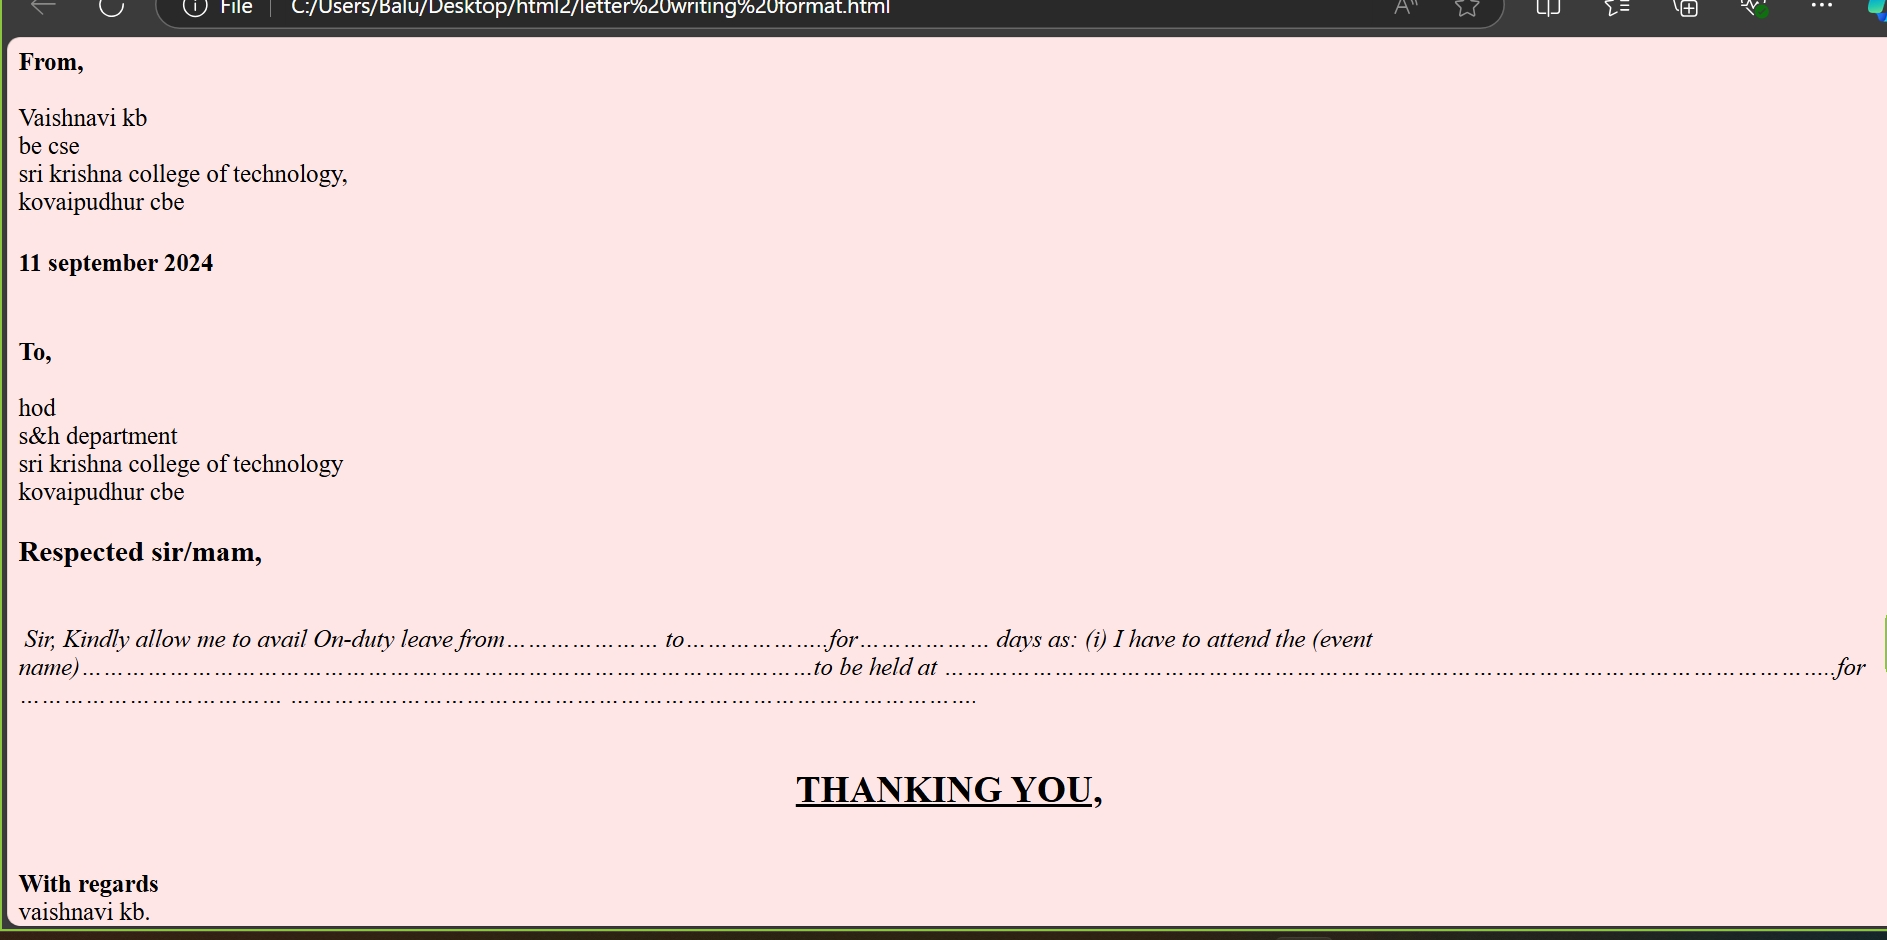 File C:/Users/Balu/Desktop/html2/letter%20writing%20format.html
From,
Vaishnavi kb
be cse
sri krishna college of technology,
kovaipudhur cbe
11 september 2024
To,
hod
s&h department
sri krishna college of technology
kovaipudhur cbe
Respected sir/mam,
Sir, Kindly allow me to avail On-duty leave from………………… to………………..for……………… days as: (i) I have to attend the (event
name)………………………………………….……………………………………………...to be held at ………………………………………………………………………………………………………………..for
……………………………… …………………………………………………………………………………….
THANKING YOU,
With regards
vaishnavi kb.